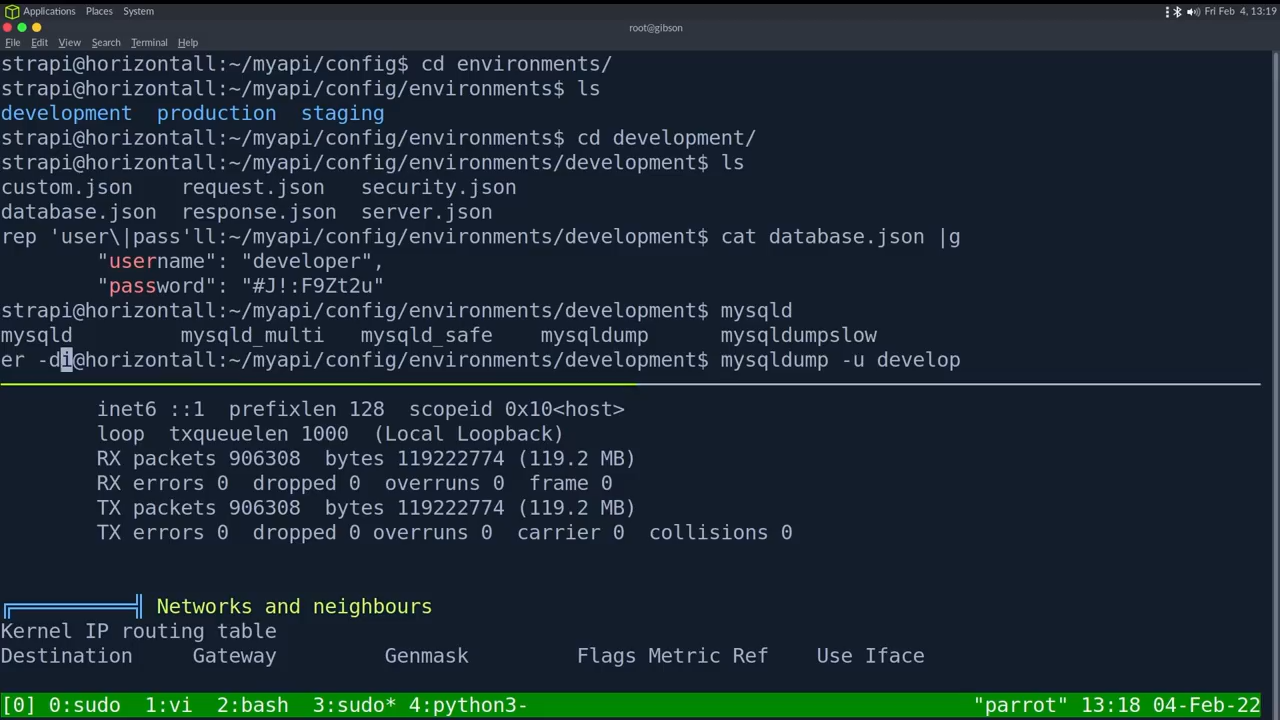 Applications Places System
Fri Feb 4, 13:19
root@gibson
File Edit View Search Terminal Help
strapi@horizontall:~/myapi/config$ cd environments/
strapi@horizontall:~/myapi/config/environments$ ls
development  production  staging
strapi@horizontall:~/myapi/config/environments$ cd development/
strapi@horizontall:~/myapi/config/environments/development$ ls
custom.json    request.json   security.json
database.json  response.json  server.json
rep 'user\|pass'll:~/myapi/config/environments/development$ cat database.json |g
        "username": "developer",
        "password": "#J!:F9Zt2u"
strapi@horizontall:~/myapi/config/environments/development$ mysqld
mysqld         mysqld_multi   mysqld_safe    mysqldump      mysqldumpslow
er -di@horizontall:~/myapi/config/environments/development$ mysqldump -u develop
        inet6 ::1  prefixlen 128  scopeid 0x10<host>
        loop  txqueuelen 1000  (Local Loopback)
        RX packets 906308  bytes 119222774 (119.2 MB)
        RX errors 0  dropped 0  overruns 0  frame 0
        TX packets 906308  bytes 119222774 (119.2 MB)
        TX errors 0  dropped 0 overruns 0  carrier 0  collisions 0
Networks and neighbours
Kernel IP routing table
Destination     Gateway         Genmask         Flags Metric Ref    Use Iface
[0] 0:sudo  1:vi  2:bash  3:sudo* 4:python3-
"parrot" 13:18 04-Feb-22